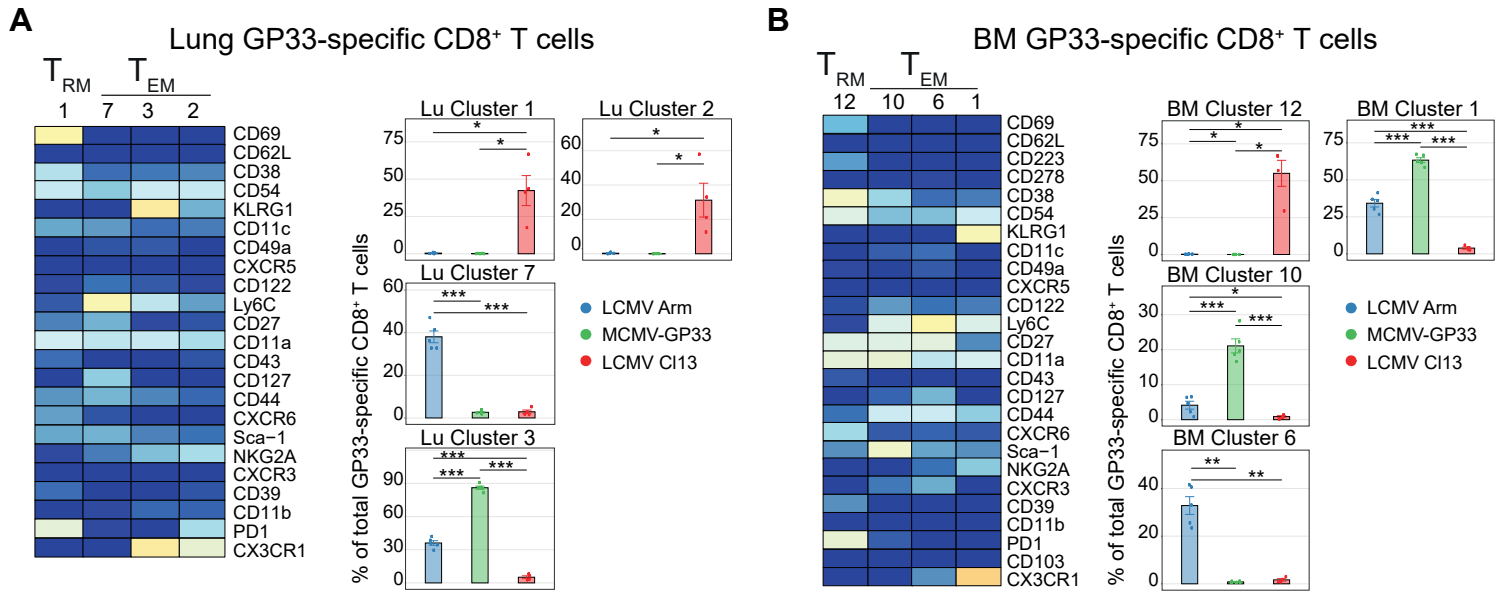 A
Lung GP33-specific CD8⁺ T cells
T_RM T_EM
1 7 3 2
CD69
CD62L
CD38
CD54
KLRG1
CD11c
CD49a
CXCR5
CD122
Ly6C
CD27
CD11a
CD43
CD127
CD44
CXCR6
Sca−1
NKG2A
CXCR3
CD39
CD11b
PD1
CX3CR1
% of total GP33-specific CD8⁺ T cells
Lu Cluster 1
75
50
25
0
*
*
Lu Cluster 2
60
40
20
0
*
*
Lu Cluster 7
60
40
20
0
***
***
Lu Cluster 3
90
60
30
0
***
***
***
LCMV Arm
MCMV-GP33
LCMV Cl13
B
BM GP33-specific CD8⁺ T cells
T_RM T_EM
12 10 6 1
CD69
CD62L
CD223
CD278
CD38
CD54
KLRG1
CD11c
CD49a
CXCR5
CD122
Ly6C
CD27
CD11a
CD43
CD127
CD44
CXCR6
Sca−1
NKG2A
CXCR3
CD39
CD11b
PD1
CD103
CX3CR1
% of total GP33-specific CD8⁺ T cells
BM Cluster 12
75
50
25
0
*
*
*
BM Cluster 1
75
50
25
0
***
*** ***
BM Cluster 10
30
20
10
0
*
***
***
BM Cluster 6
40
20
0
**
**
LCMV Arm
MCMV-GP33
LCMV Cl13